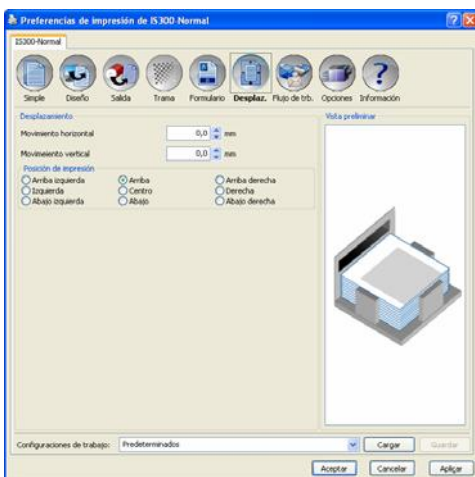 Preferencias de impresión de IS300-Normal
IS300-Normal
Simple Diseño Salida Trama Formulario Desplaz. Flujo de trb. Opciones Información
Desplazamiento Vista preliminar
Movimiento horizontal 0,0 mm
Movimeiento vertical 0,0 mm
Posición de impresión
Arriba izquierda Arriba Arriba derecha
Izquierda Centro Derecha
Abajo izquierda Abajo Abajo derecha
Configuraciones de trabajo: Predeterminados Cargar Guardar
Aceptar Cancelar Aplicar